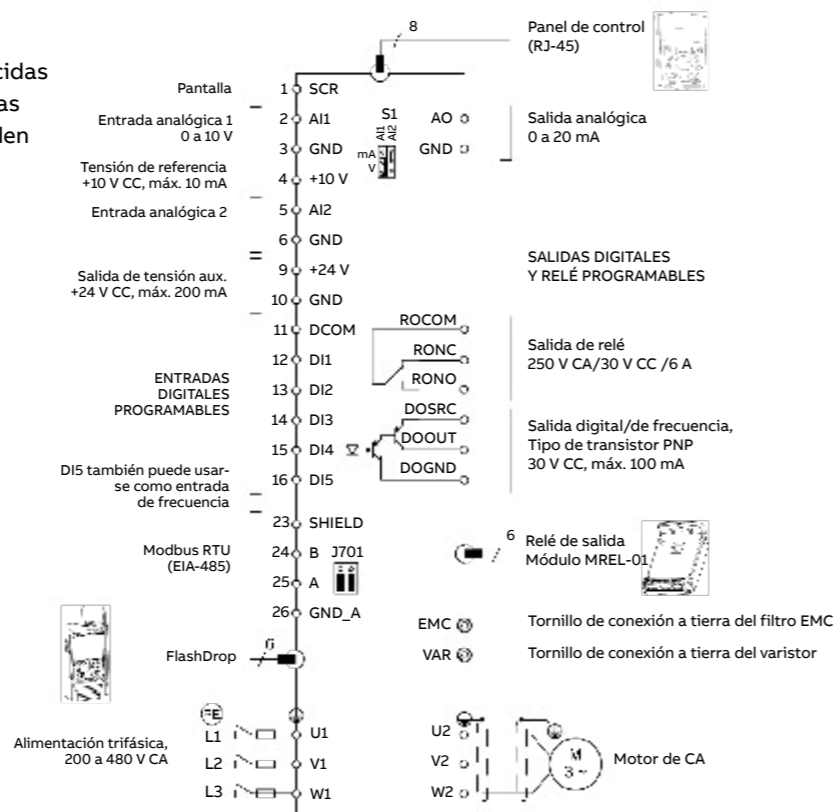 cidas
as
den
8
Panel de control
(RJ-45)
Pantalla
1 SCR
Entrada analógica 1
0 a 10 V
2 AI1
S1
AI1
AI2
mA
V
AO
GND
Salida analógica
0 a 20 mA
3 GND
Tensión de referencia
+10 V CC, máx. 10 mA
4 +10 V
Entrada analógica 2
5 AI2
6 GND
Salida de tensión aux.
+24 V CC, máx. 200 mA
9 +24 V
10 GND
SALIDAS DIGITALES
Y RELÉ PROGRAMABLES
11 DCOM
ROCOM
RONC
RONO
Salida de relé
250 V CA/30 V CC /6 A
ENTRADAS
DIGITALES
PROGRAMABLES
12 DI1
13 DI2
14 DI3
15 DI4
16 DI5
DOSRC
DOOUT
DOGND
Salida digital/de frecuencia,
Tipo de transistor PNP
30 V CC, máx. 100 mA
DI5 también puede usar-
se como entrada
de frecuencia
23 SHIELD
Modbus RTU
(EIA-485)
24 B J701
25 A
26 GND_A
6
Relé de salida
Módulo MREL-01
EMC
Tornillo de conexión a tierra del filtro EMC
VAR
Tornillo de conexión a tierra del varistor
FlashDrop
6
Alimentación trifásica,
200 a 480 V CA
L1
L2
L3
U1
V1
W1
U2
V2
W2
M
3~
Motor de CA